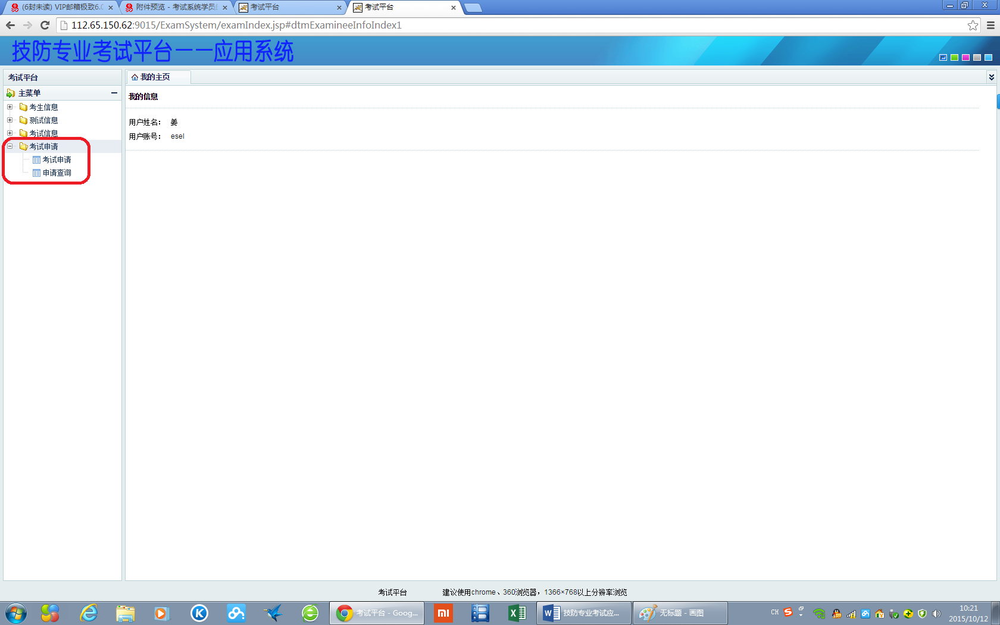 (6封未读) VIP邮箱极致6.0
附件预览 - 考试系统学员
考试平台
考试平台
112.65.150.62:9015/ExamSystem/examIndex.jsp#dtmExamineeInfoIndex1
技防专业考试平台一一应用系统
考试平台
主菜单
考生信息
测试信息
考试信息
考试申请
考试申请
申请查询
我的主页
我的信息
用户姓名： 姜
用户账号： esel
考试平台 建议使用chrome、360浏览器，1366×768以上分辨率浏览
考试平台 - Goog...
技防专业考试应...
无标题 - 画图
CH
10:21
2015/10/12